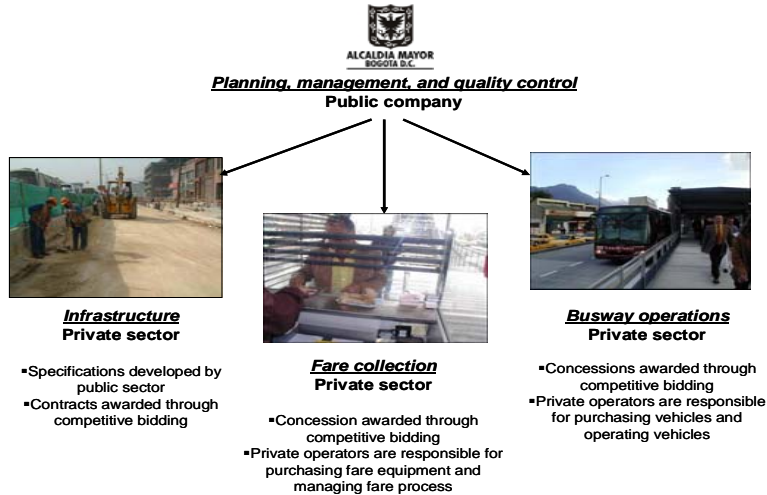 ALCALDIA MAYOR
BOGOTA D.C.
Planning, management, and quality control
Public company
Infrastructure
Private sector
▪Specifications developed by
public sector
▪Contracts awarded through
competitive bidding
Fare collection
Private sector
▪Concession awarded through
competitive bidding
▪Private operators are responsible for
purchasing fare equipment and
managing fare process
Busway operations
Private sector
▪Concessions awarded through
competitive bidding
▪Private operators are responsible
for purchasing vehicles and
operating vehicles